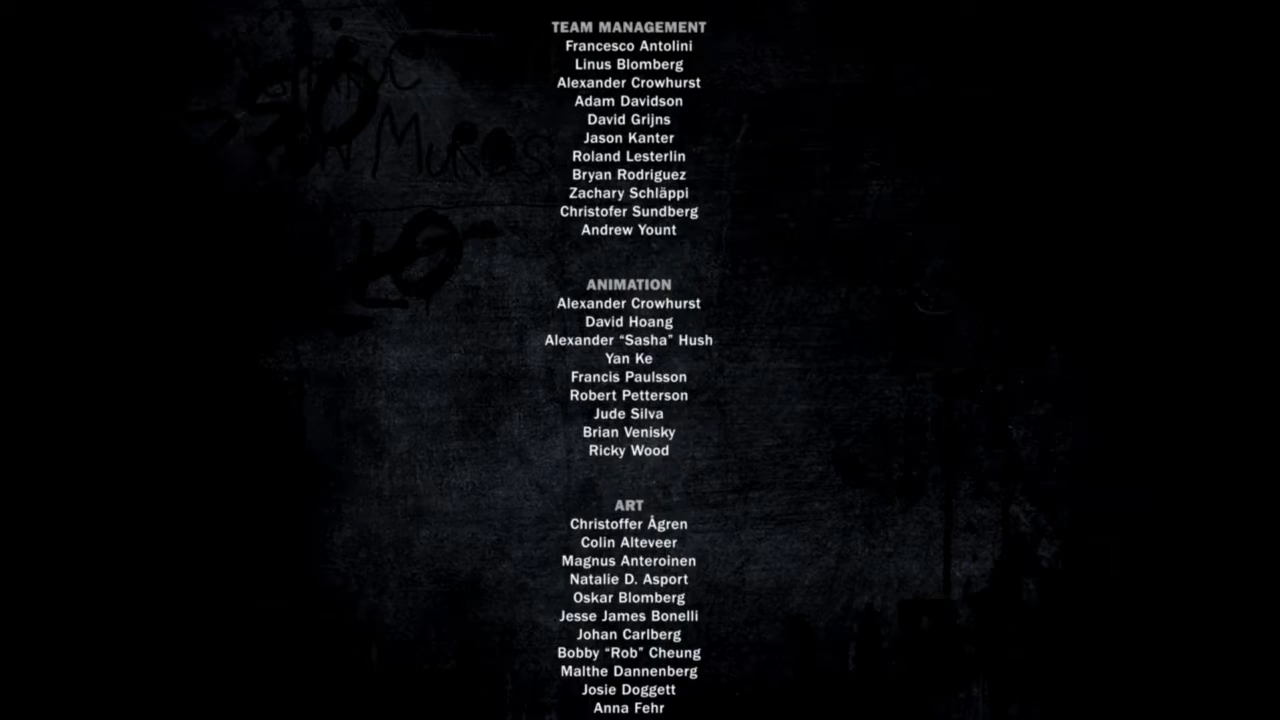 TEAM MANAGEMENT
Francesco Antolini
Linus Blomberg
Alexander Crowhurst
Adam Davidson
David Grijns
Jason Kanter
Roland Lesterlin
Bryan Rodriguez
Zachary Schläppi
Christofer Sundberg
Andrew Yount
ANIMATION
Alexander Crowhurst
David Hoang
Alexander “Sasha” Hush
Yan Ke
Francis Paulsson
Robert Petterson
Jude Silva
Brian Venisky
Ricky Wood
ART
Christoffer Ågren
Colin Alteveer
Magnus Anteroinen
Natalie D. Asport
Oskar Blomberg
Jesse James Bonelli
Johan Carlberg
Bobby “Rob” Cheung
Malthe Dannenberg
Josie Doggett
Anna Fehr